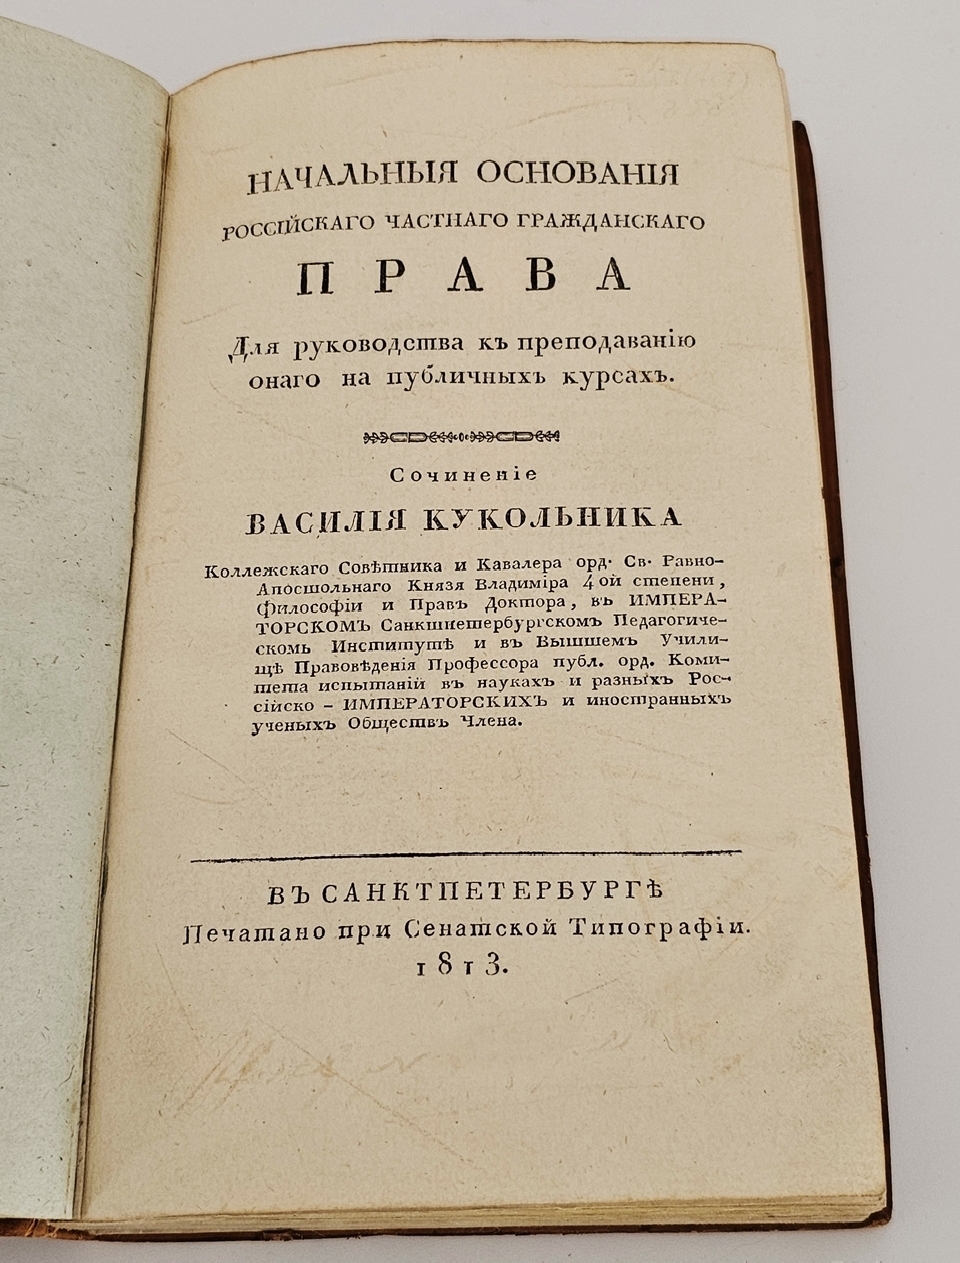 НАЧАЛЬНЫЯ ОСНОВАНІЯ
РОССІЙСКАГО ЧАСТНАГО ГРАЖДАНСКАГО
ПРАВА
Для руководства къ преподаванію
онаго на публичныхъ курсахъ.
Сочиненіе
ВАСИЛІЯ КУКОЛЬНИКА
Коллежскаго Совѣтника и Кавалера орд. Св. Равно-
Апостольнаго Князя Владиміра 4 ой степени,
Философіи и Правъ Доктора, въ ИМПЕРА-
ТОРСКОМЪ Санктпетербургскомъ Педагогиче-
скомъ Институтѣ и въ Вышшемъ Учили-
щѣ Правовѣденія Профессора публ. орд. Коми-
тета испытаній въ наукахъ и разныхъ Рос-
сійско - ИМПЕРАТОРСКИХЪ и иностранныхъ
ученыхъ Обществъ Члена.
ВЪ САНКТПЕТЕРБУРГѢ
Печатано при Сенатской Типографіи.
1813.